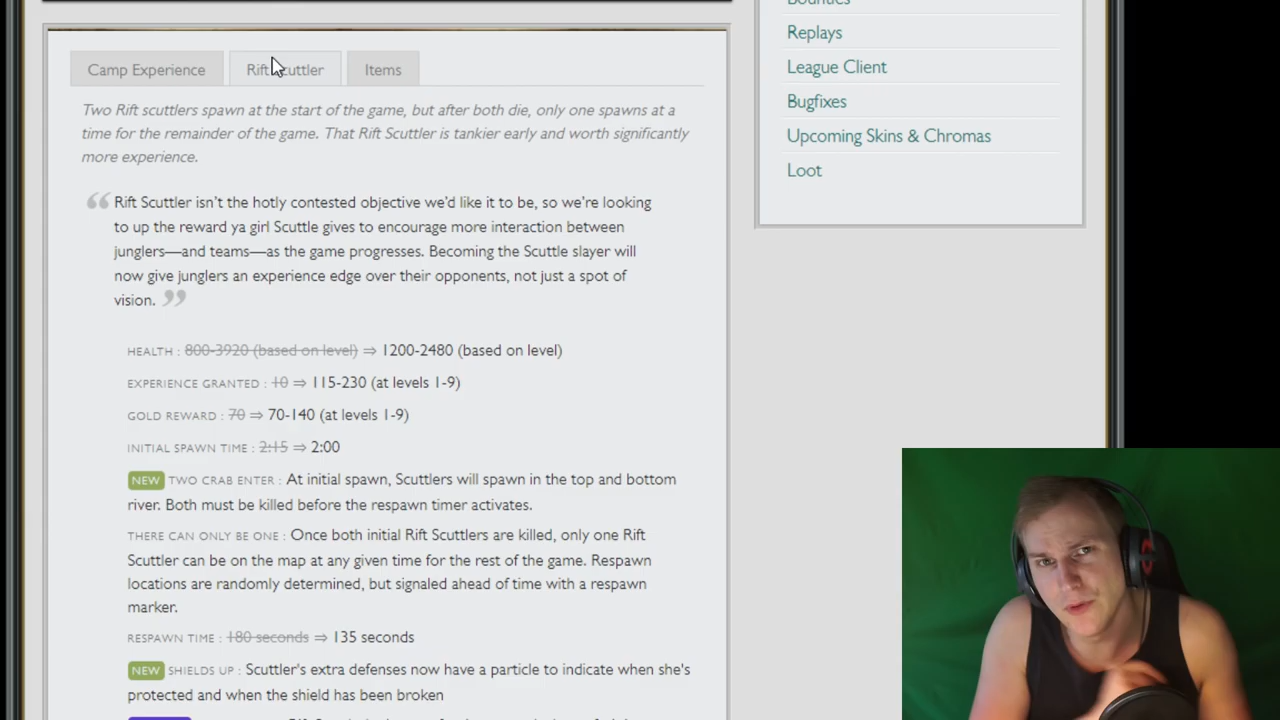 Bounties
Replays
League Client
Bugfixes
Upcoming Skins & Chromas
Loot
Camp Experience
Rift Scuttler
Items
Two Rift scuttlers spawn at the start of the game, but after both die, only one spawns at a
time for the remainder of the game. That Rift Scuttler is tankier early and worth significantly
more experience.
“ Rift Scuttler isn't the hotly contested objective we'd like it to be, so we're looking
to up the reward ya girl Scuttle gives to encourage more interaction between
junglers—and teams—as the game progresses. Becoming the Scuttle slayer will
now give junglers an experience edge over their opponents, not just a spot of
vision. ”
HEALTH : 800-3920 (based on level) ⇒ 1200-2480 (based on level)
EXPERIENCE GRANTED : 10 ⇒ 115-230 (at levels 1-9)
GOLD REWARD : 70 ⇒ 70-140 (at levels 1-9)
INITIAL SPAWN TIME : 2:15 ⇒ 2:00
NEW TWO CRAB ENTER : At initial spawn, Scuttlers will spawn in the top and bottom
river. Both must be killed before the respawn timer activates.
THERE CAN ONLY BE ONE : Once both initial Rift Scuttlers are killed, only one Rift
Scuttler can be on the map at any given time for the rest of the game. Respawn
locations are randomly determined, but signaled ahead of time with a respawn
marker.
RESPAWN TIME : 180 seconds ⇒ 135 seconds
NEW SHIELDS UP : Scuttler's extra defenses now have a particle to indicate when she's
protected and when the shield has been broken